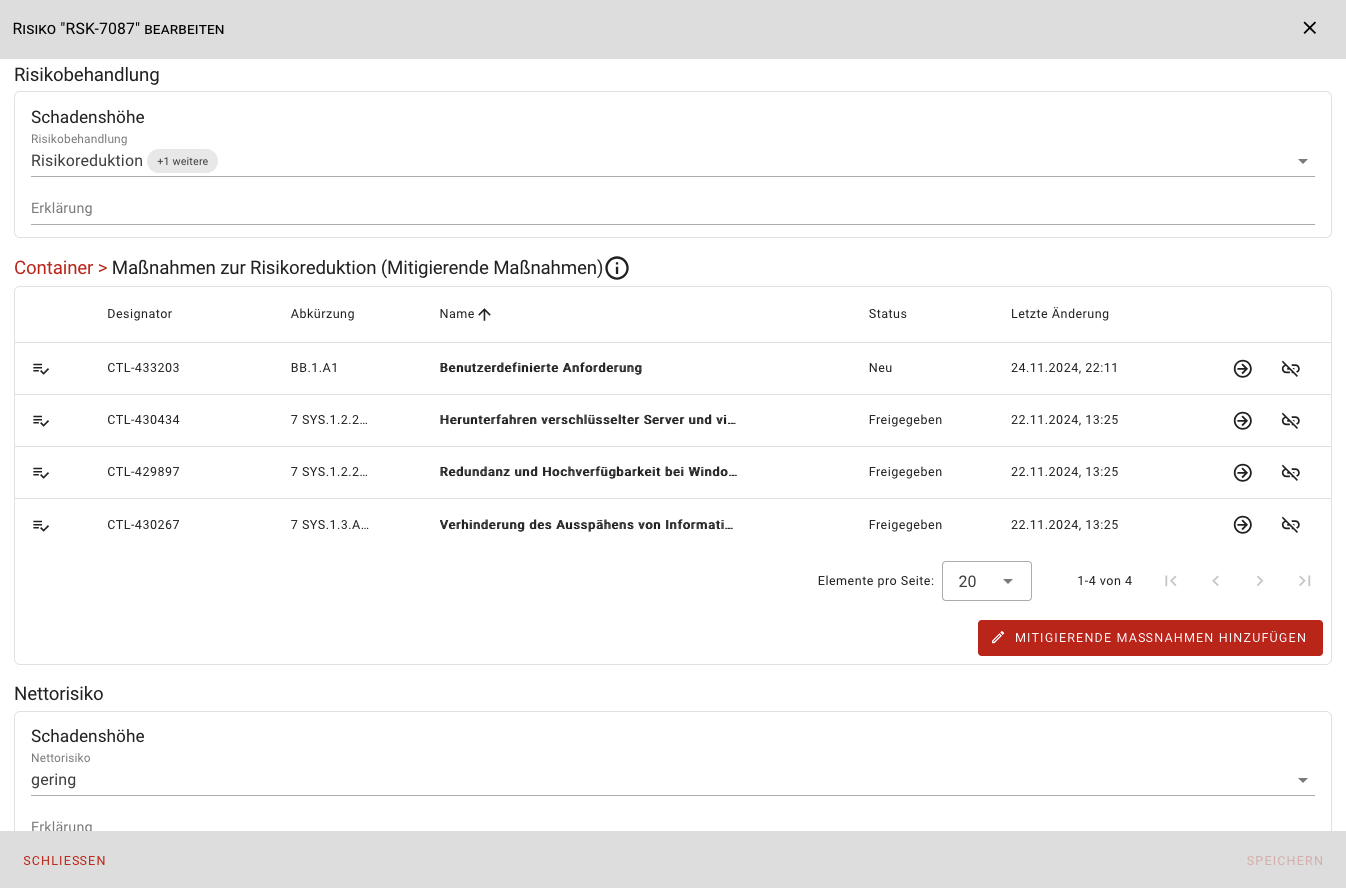 Risiko "RSK-7087" bearbeiten
Risikobehandlung
Schadenshöhe
Risikobehandlung
Risikoreduktion +1 weitere
Erklärung
Container > Maßnahmen zur Risikoreduktion (Mitigierende Maßnahmen)
Designator Abkürzung Name Status Letzte Änderung
CTL-433203 BB.1.A1 Benutzerdefinierte Anforderung Neu 24.11.2024, 22:11
CTL-430434 7 SYS.1.2.2… Herunterfahren verschlüsselter Server und vi… Freigegeben 22.11.2024, 13:25
CTL-429897 7 SYS.1.2.2… Redundanz und Hochverfügbarkeit bei Windo… Freigegeben 22.11.2024, 13:25
CTL-430267 7 SYS.1.3.A… Verhinderung des Ausspähens von Informati… Freigegeben 22.11.2024, 13:25
Elemente pro Seite: 20 1-4 von 4
MITIGIERENDE MASSNAHMEN HINZUFÜGEN
Nettorisiko
Schadenshöhe
Nettorisiko
gering
Erklärung
SCHLIESSEN SPEICHERN